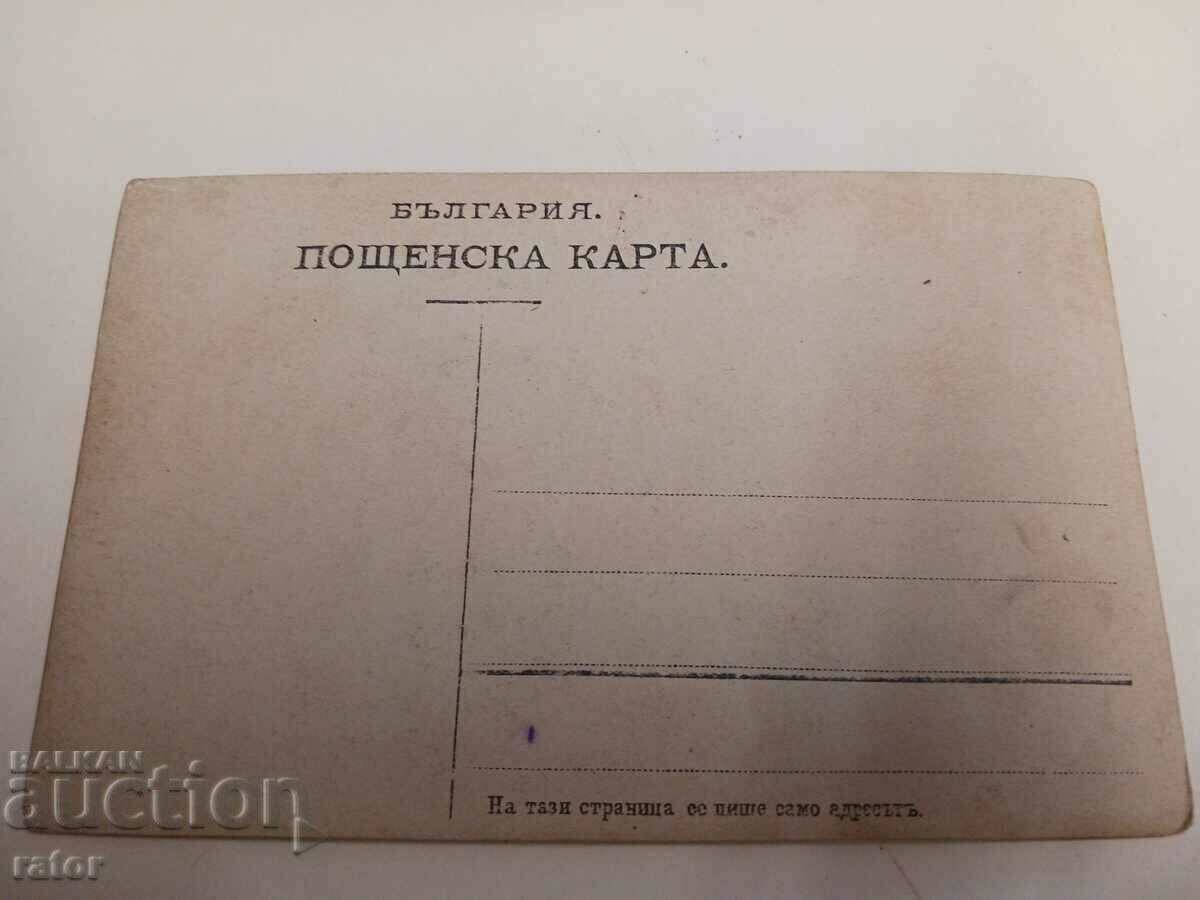 БЪЛГАРИЯ.
ПОЩЕНСКА КАРТА.
На тази страница се пише само адресътъ.
BALKAN
auction
rator